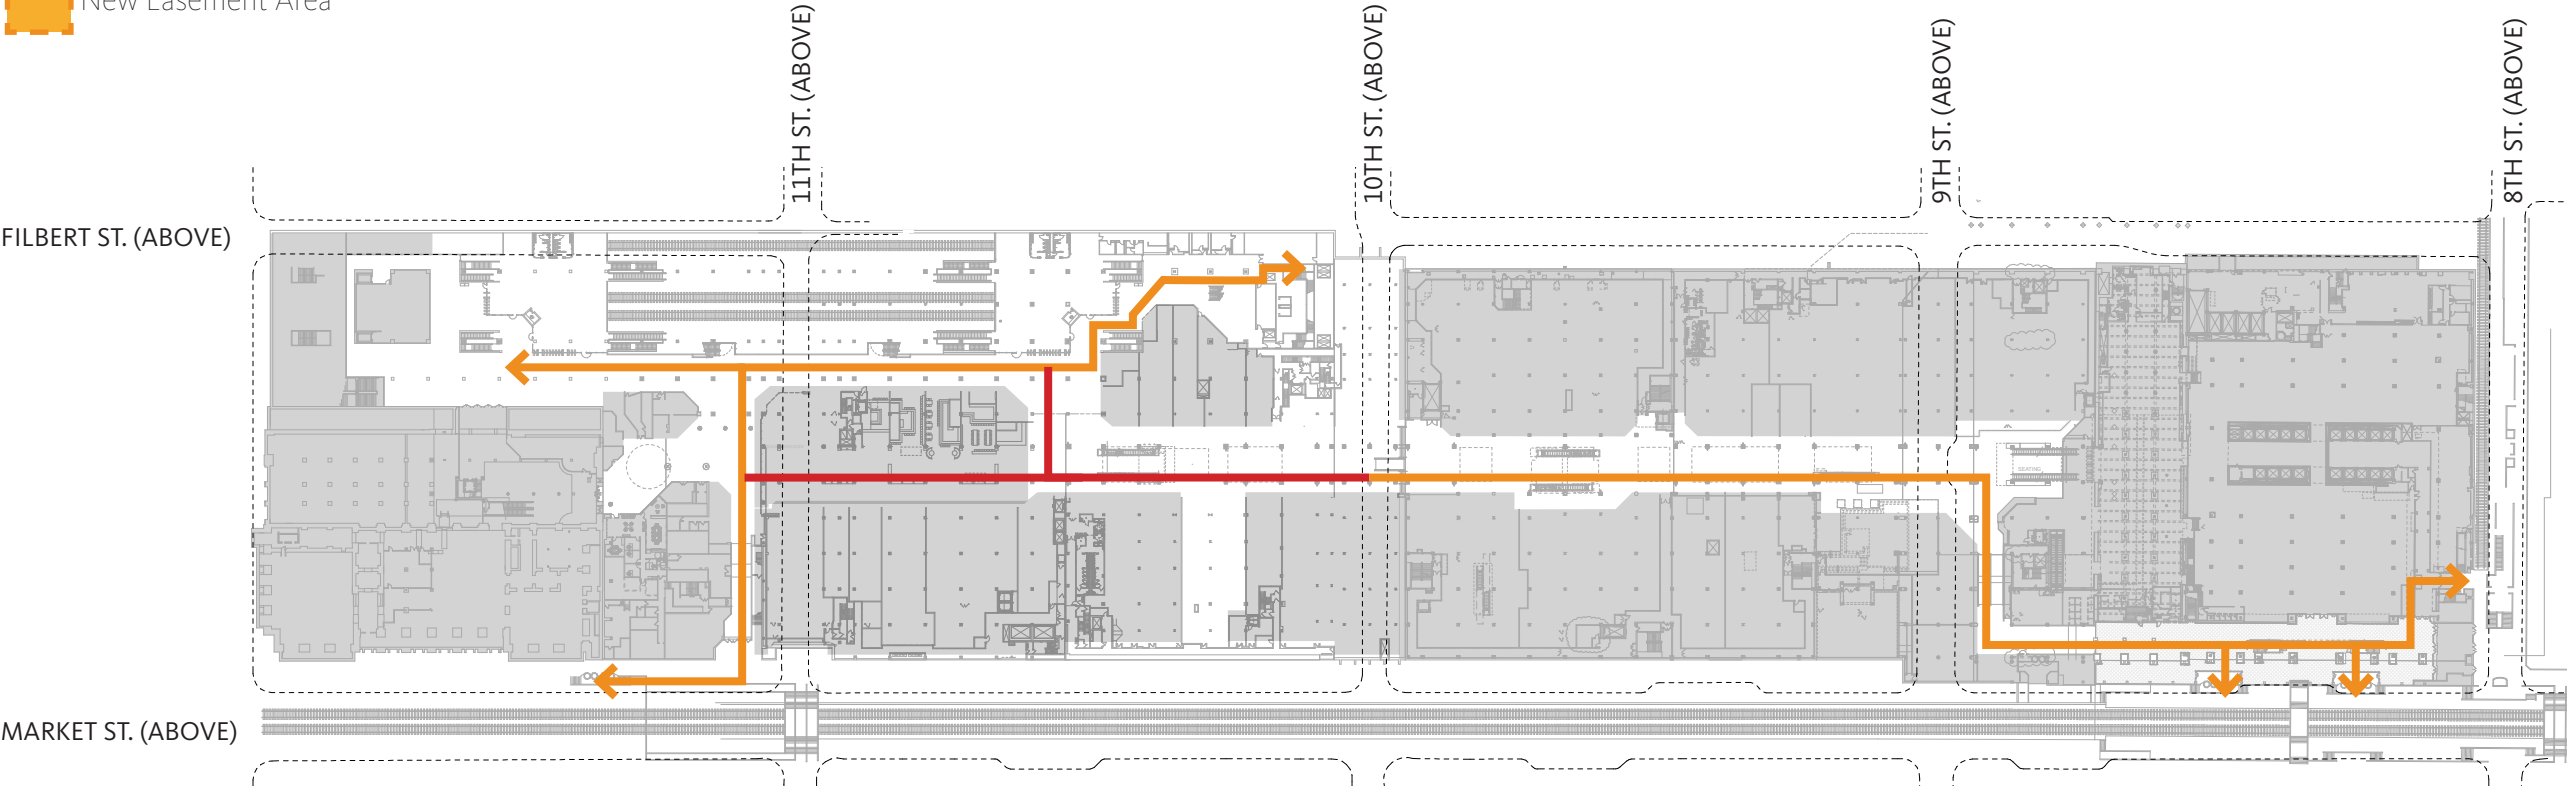 New Easement Area
11TH ST. (ABOVE)
10TH ST. (ABOVE)
9TH ST. (ABOVE)
8TH ST. (ABOVE)
FILBERT ST. (ABOVE)
SEATING
MARKET ST. (ABOVE)